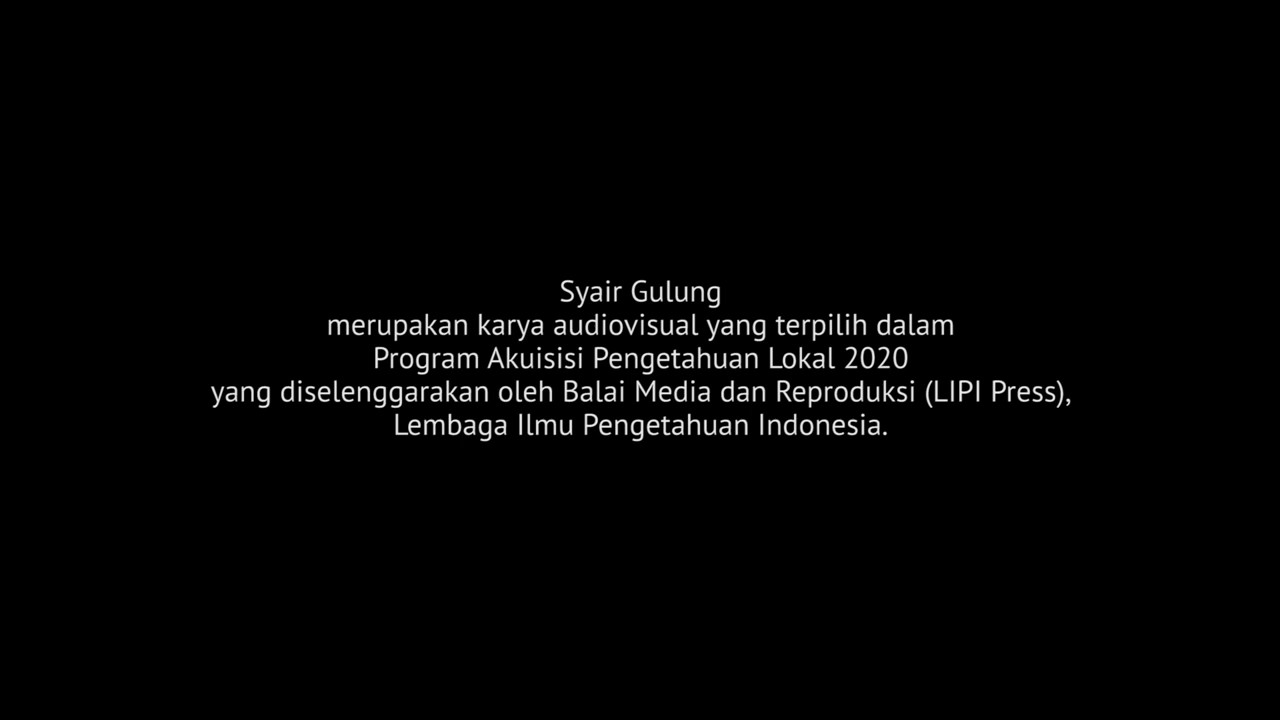 Syair Gulung
merupakan karya audiovisual yang terpilih dalam
Program Akuisisi Pengetahuan Lokal 2020
yang diselenggarakan oleh Balai Media dan Reproduksi (LIPI Press),
Lembaga Ilmu Pengetahuan Indonesia.